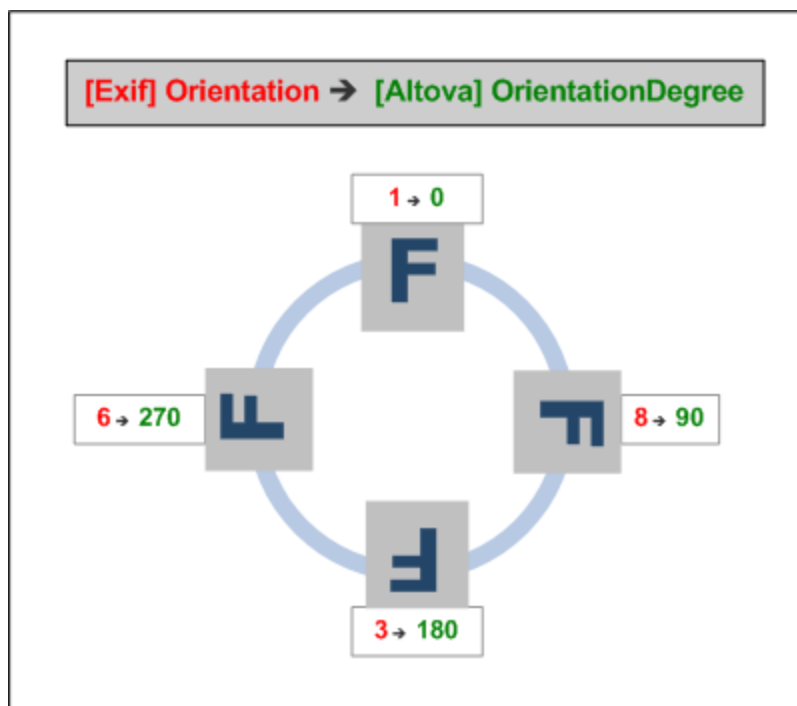 [Exif] Orientation ➔ [Altova] OrientationDegree
1 → 0
F
6 → 270
F
F
8 → 90
F
3 → 180